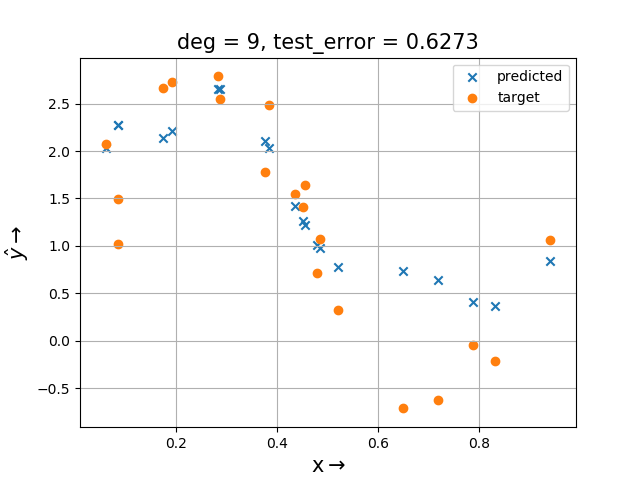 deg = 9, test_error = 0.6273
predicted
target
2.5
2.0
1.5
1.0
0.5
0.0
−0.5
ŷ→
0.2 0.4 0.6 0.8
x→